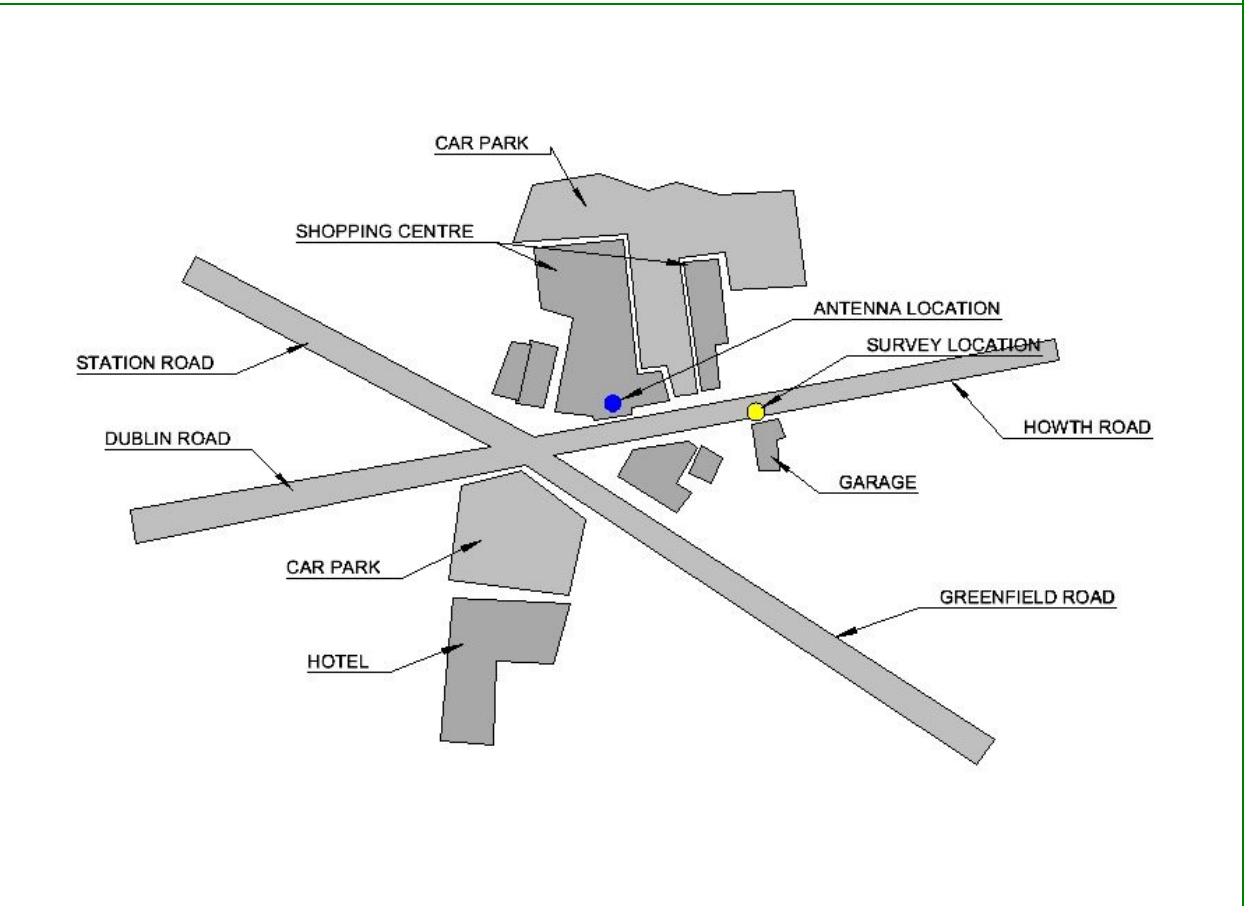 CAR PARK
SHOPPING CENTRE
ANTENNA LOCATION
SURVEY LOCATION
STATION ROAD
HOWTH ROAD
DUBLIN ROAD
GARAGE
CAR PARK
GREENFIELD ROAD
HOTEL